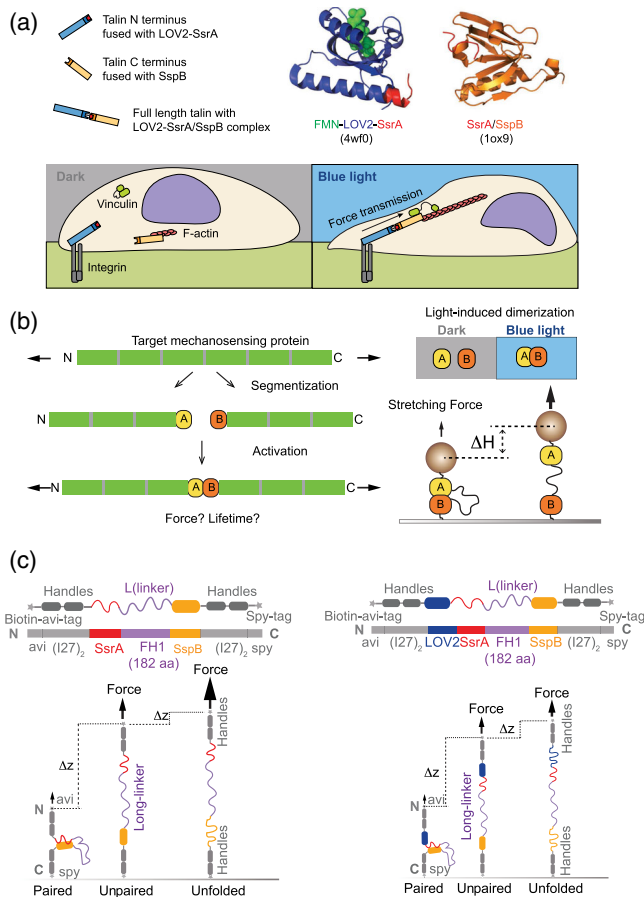 (a)
Talin N terminus
fused with LOV2-SsrA
Talin C terminus
fused with SspB
Full length talin with
LOV2-SsrA/SspB complex
FMN-LOV2-SsrA
(4wf0)
SsrA/SspB
(1ox9)
Dark
Vinculin
F-actin
Integrin
Blue light
Force transmission
(b)
Target mechanosensing protein
N
C
Segmentization
N
A
B
C
Activation
N
A
B
C
Force? Lifetime?
Light-induced dimerization
Dark
Blue light
A
B
A
B
Stretching Force
ΔH
A
B
A
B
(c)
Handles
L(linker)
Handles
Biotin-avi-tag
Spy-tag
N
SsrA
SspB
C
avi
(I27)2
FH1
(I27)2
spy
(182 aa)
Force
Force
Δz
Δz
Handles
Long-linker
N
avi
C
spy
Handles
Paired
Unpaired
Unfolded
Handles
L(linker)
Handles
Biotin-avi-tag
Spy-tag
N
C
avi
(I27)2
LOV2
SsrA
FH1
SspB
(I27)2
spy
(182 aa)
Force
Force
Δz
Δz
Handles
Long-linker
N
avi
C
spy
Handles
Paired
Unpaired
Unfolded